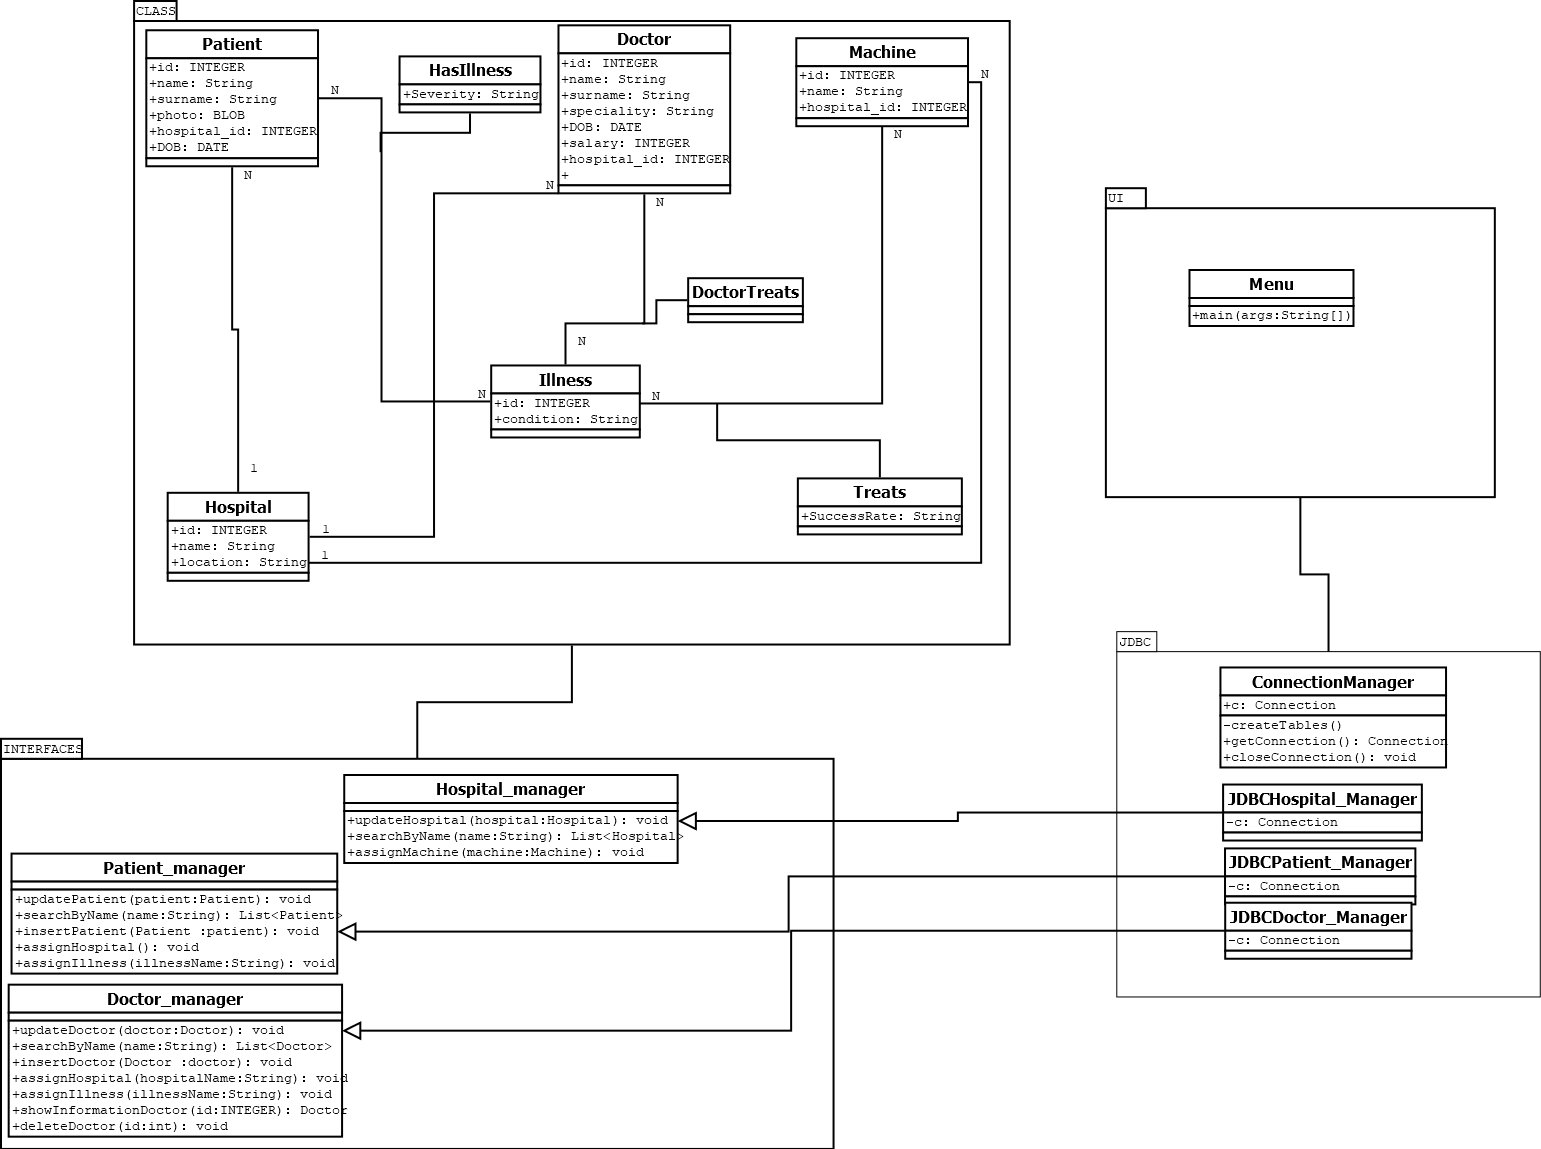 CLASS
Patient
+id: INTEGER
+name: String
+surname: String
+photo: BLOB
+hospital_id: INTEGER
+DOB: DATE
N
N
HasIllness
+Severity: String
Doctor
+id: INTEGER
+name: String
+surname: String
+speciality: String
+DOB: DATE
+salary: INTEGER
+hospital_id: INTEGER
+
N
N
Machine
+id: INTEGER
+name: String
+hospital_id: INTEGER
N
N
DoctorTreats
N
Illness
+id: INTEGER
+condition: String
N
N
Treats
+SuccessRate: String
1
Hospital
+id: INTEGER
+name: String
+location: String
1
1
UI
Menu
+main(args:String[])
JDBC
ConnectionManager
+c: Connection
-createTables()
+getConnection(): Connection
+closeConnection(): void
JDBCHospital_Manager
-c: Connection
JDBCPatient_Manager
-c: Connection
JDBCDoctor_Manager
-c: Connection
INTERFACES
Hospital_manager
+updateHospital(hospital:Hospital): void
+searchByName(name:String): List<Hospital>
+assignMachine(machine:Machine): void
Patient_manager
+updatePatient(patient:Patient): void
+searchByName(name:String): List<Patient>
+insertPatient(Patient :patient): void
+assignHospital(): void
+assignIllness(illnessName:String): void
Doctor_manager
+updateDoctor(doctor:Doctor): void
+searchByName(name:String): List<Doctor>
+insertDoctor(Doctor :doctor): void
+assignHospital(hospitalName:String): void
+assignIllness(illnessName:String): void
+showInformationDoctor(id:INTEGER): Doctor
+deleteDoctor(id:int): void